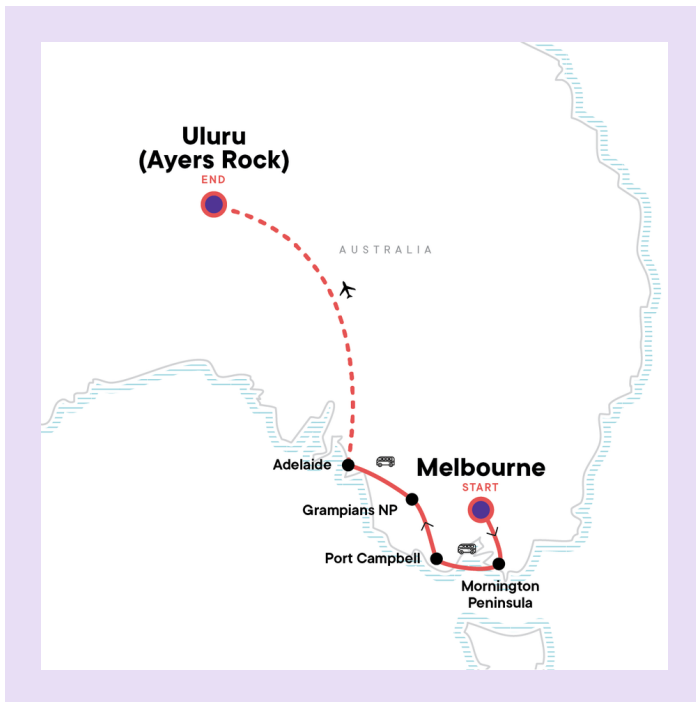 Uluru
(Ayers Rock)
END
AUSTRALIA
Adelaide
Melbourne
START
Grampians NP
Port Campbell
Mornington
Peninsula